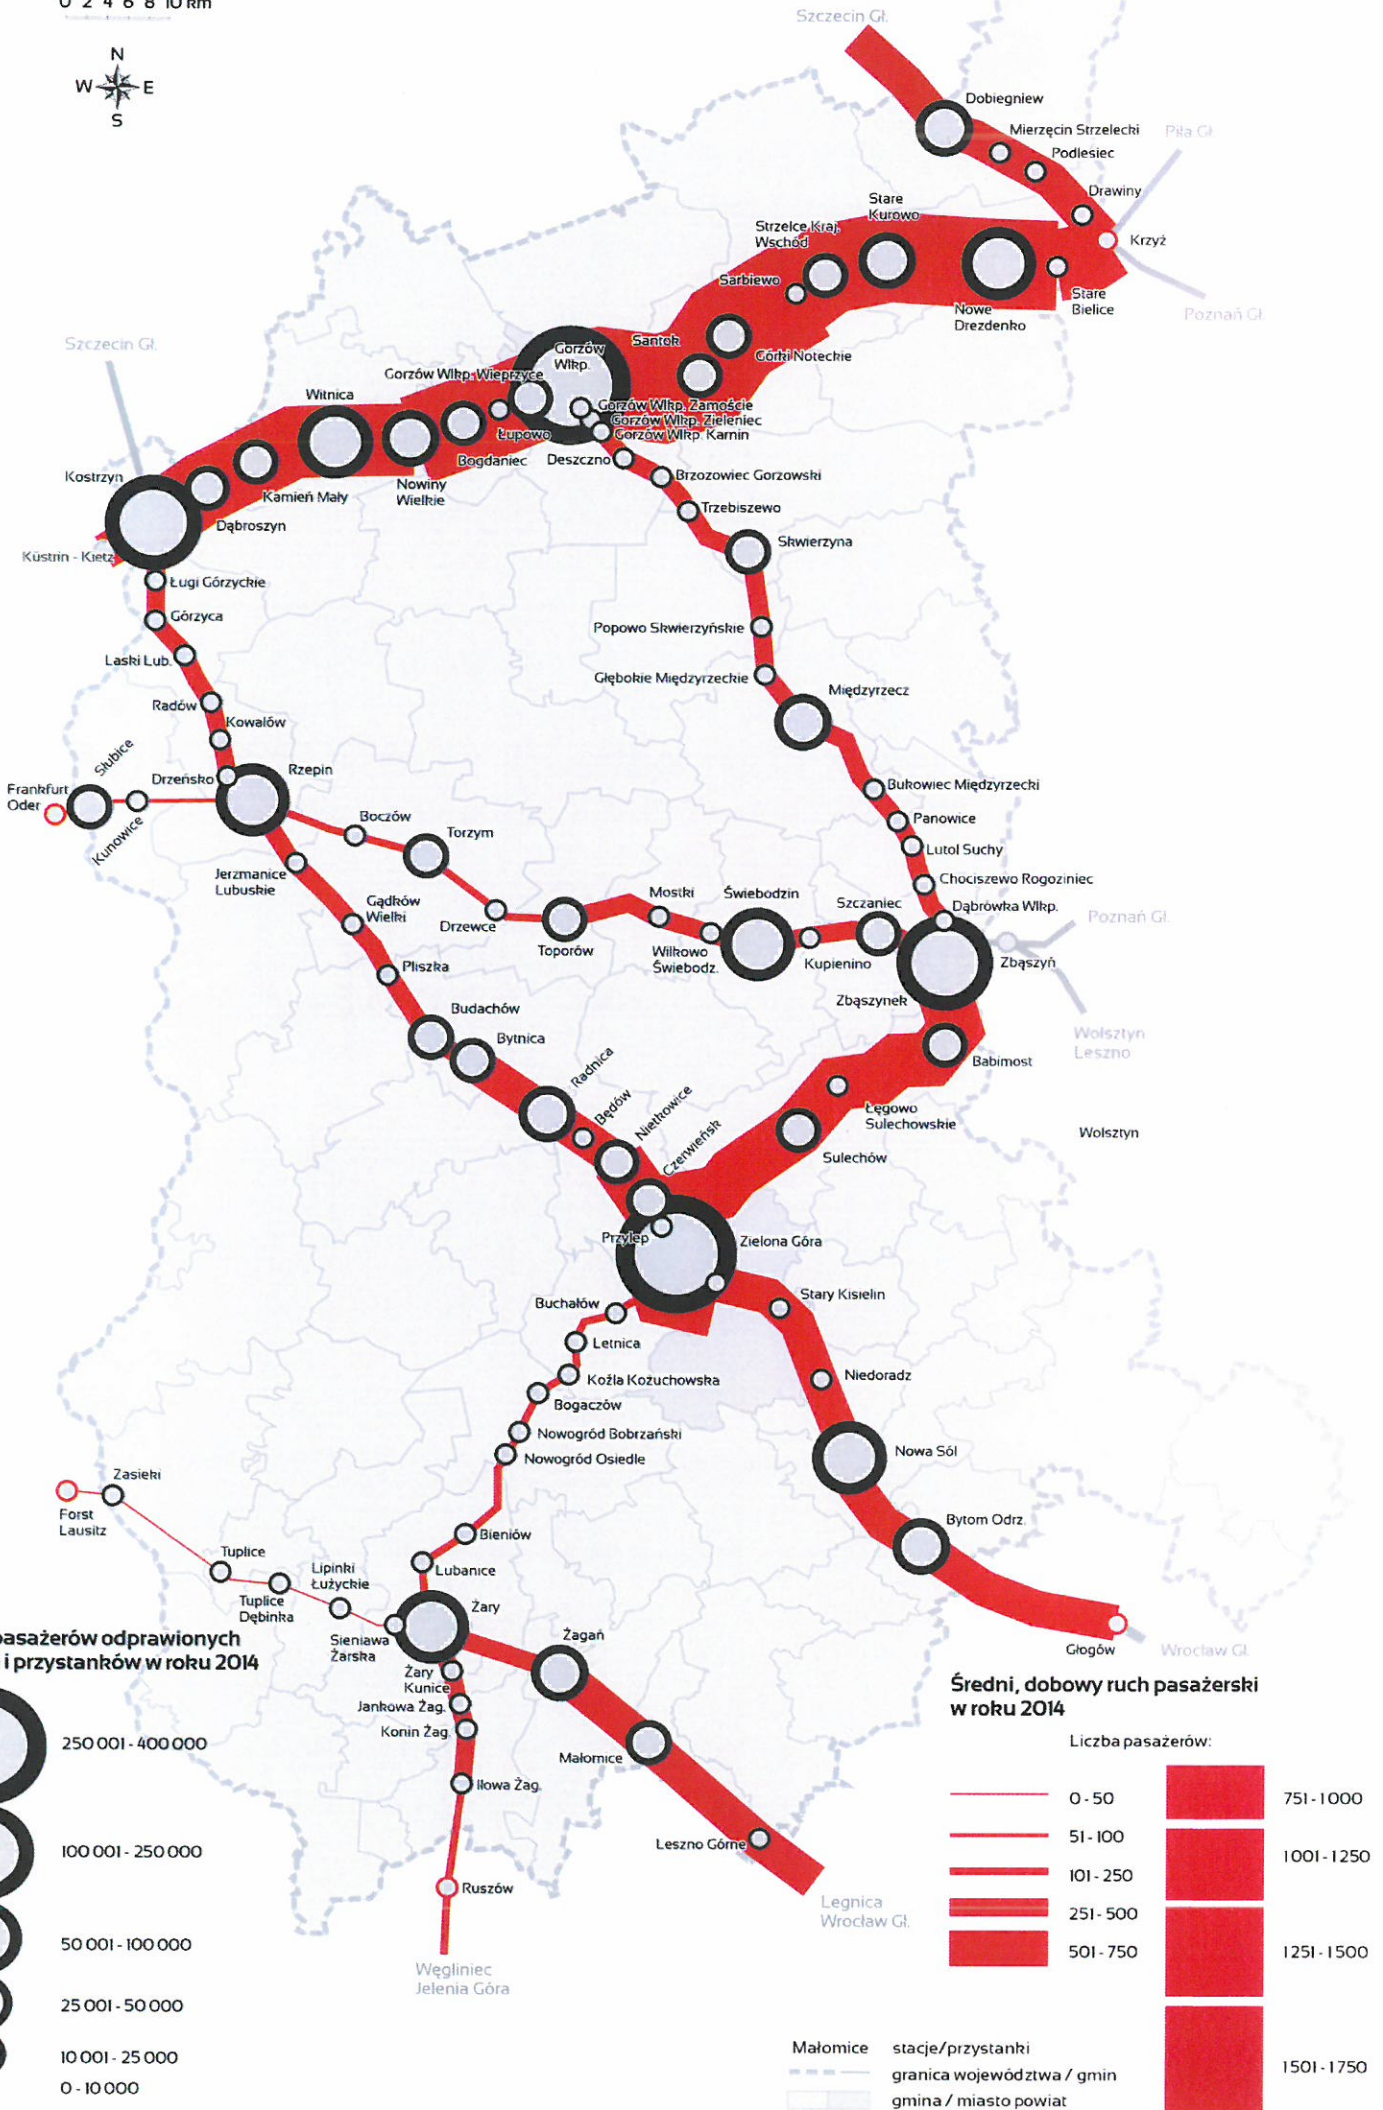 0 2 4 6 8 10 km
N
W E
S
Szczecin Gł.
Dobiegniew
Mierzęcin Strzelecki
Piła Gł.
Podlesiec
Drawiny
Stare
Kurowo
Strzelce Kraj.
Wschód
Krzyż
Sarbiewo
Stare
Bielice
Nowe
Drezdenko
Poznań Gł.
Szczecin Gł.
Santok
Górki Noteckie
Gorzów
Wlkp.
Gorzów Wlkp. Wieprzyce
Witnica
Gorzów Wlkp. Zamoście
Gorzów Wlkp. Zieleniec
Gorzów Wlkp. Karnin
Łupowo
Bogdaniec
Deszczno
Kostrzyn
Kamień Mały
Nowiny
Wielkie
Brzozowiec Gorzowski
Trzebiszewo
Dąbroszyn
Skwierzyna
Küstrin - Kietz
Ługi Górzyckie
Górzyca
Popowo Skwierzyńskie
Laski Lub.
Głębokie Międzyrzeckie
Międzyrzecz
Radów
Kowalów
Słubice
Drzeńsko
Rzepin
Frankfurt
Oder
Bukowiec Międzyrzecki
Kunowice
Boczów
Torzym
Panowice
Lutol Suchy
Jerzmanice
Lubuskie
Chociszewo Rogoziniec
Gądków
Wielki
Mostki
Świebodzin
Szczaniec
Dąbrówka Wlkp.
Poznań Gł.
Drzewce
Toporów
Wilkowo
Świebodz.
Kupienino
Zbąszyń
Pliszka
Zbąszynek
Budachów
Wolsztyn
Leszno
Bytnica
Babimost
Radnica
Będów
Nietkowice
Łęgowo
Sulechowskie
Wolsztyn
Czerwieńsk
Sulechów
Przylep
Zielona Góra
Stary Kisielin
Buchałów
Letnica
Niedoradz
Koźla Kożuchowska
Bogaczów
Nowogród Bobrzański
Nowa Sól
Nowogród Osiedle
Zasieki
Forst
Lausitz
Bytom Odrz.
Bieniów
Tuplice
Lipinki
Łużyckie
Lubanice
Tuplice
Dębinka
Żary
Sieniawa
Żarska
Żagań
Głogów
Wrocław Gł.
pasażerów odprawionych
i przystanków w roku 2014
Żary
Kunice
Jankowa Żag.
Konin Żag.
Małomice
Iłowa Żag.
Leszno Górne
Ruszów
Legnica
Wrocław Gł.
Węgliniec
Jelenia Góra
250 001 - 400 000
100 001 - 250 000
50 001 - 100 000
25 001 - 50 000
10 001 - 25 000
0 - 10 000
Średni, dobowy ruch pasażerski
w roku 2014
Liczba pasażerów:
0 - 50
51 - 100
101 - 250
251 - 500
501 - 750
751 - 1000
1001 - 1250
1251 - 1500
1501 - 1750
Małomice stacje/przystanki
granica województwa / gmin
gmina / miasto powiat